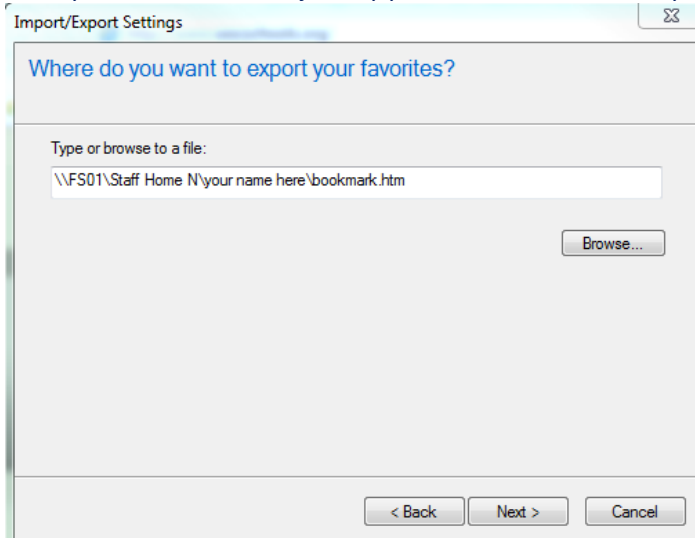 Import/Export Settings
Where do you want to export your favorites?
Type or browse to a file:
\\FS01\Staff Home N\your name here\bookmark.htm
Browse...
< Back Next > Cancel